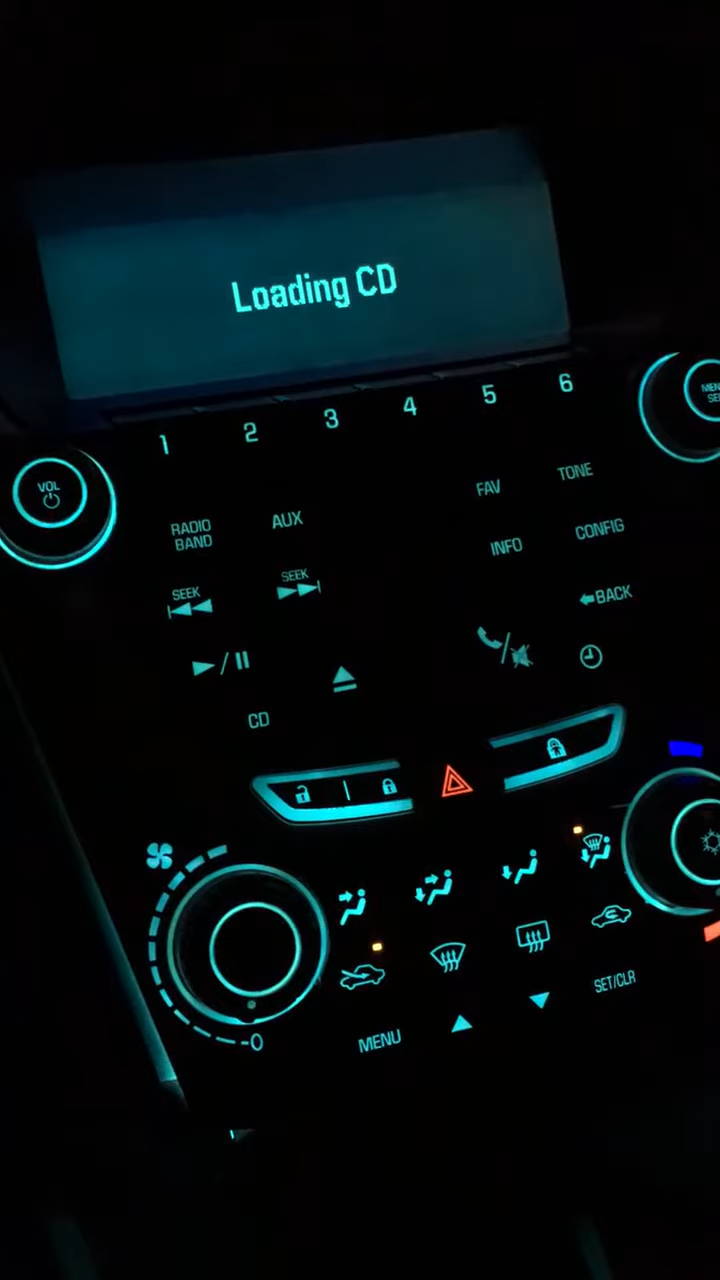 Loading CD
1 2 3 4 5 6
VOL
RADIO
BAND
AUX
FAV
TONE
INFO
CONFIG
SEEK
SEEK
BACK
CD
MENU
SET/CLR
0